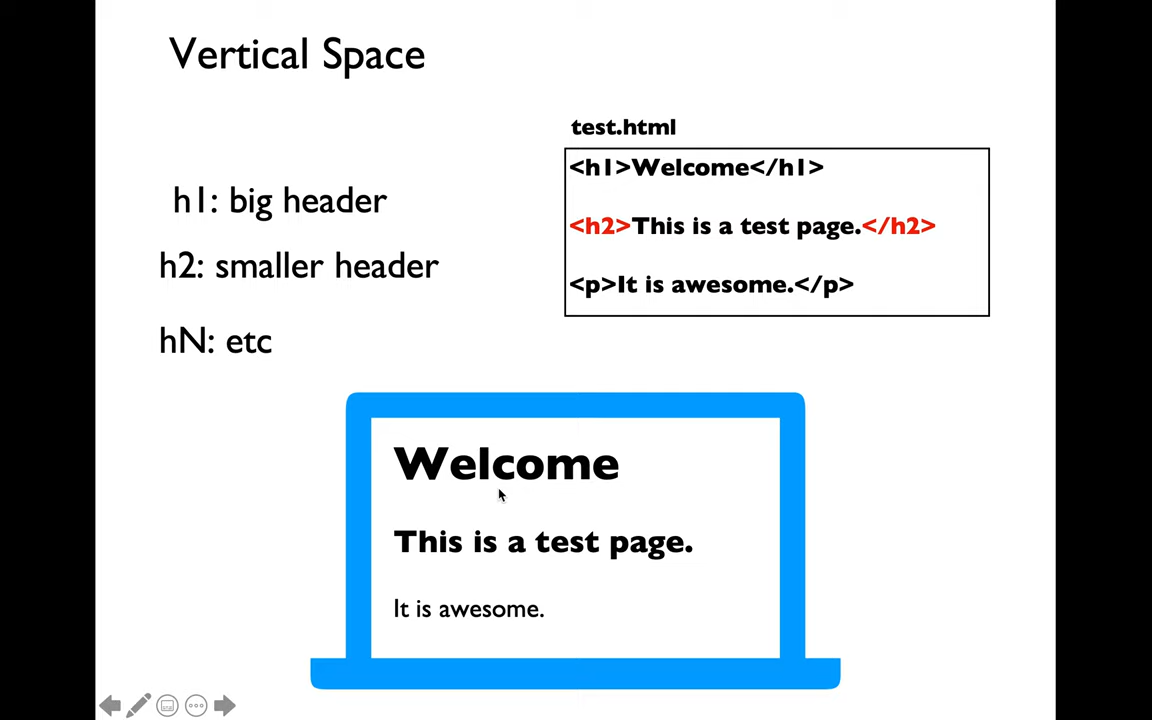 Vertical Space
h1: big header
h2: smaller header
hN: etc
test.html
<h1>Welcome</h1>
<h2>This is a test page.</h2>
<p>It is awesome.</p>
Welcome
This is a test page.
It is awesome.